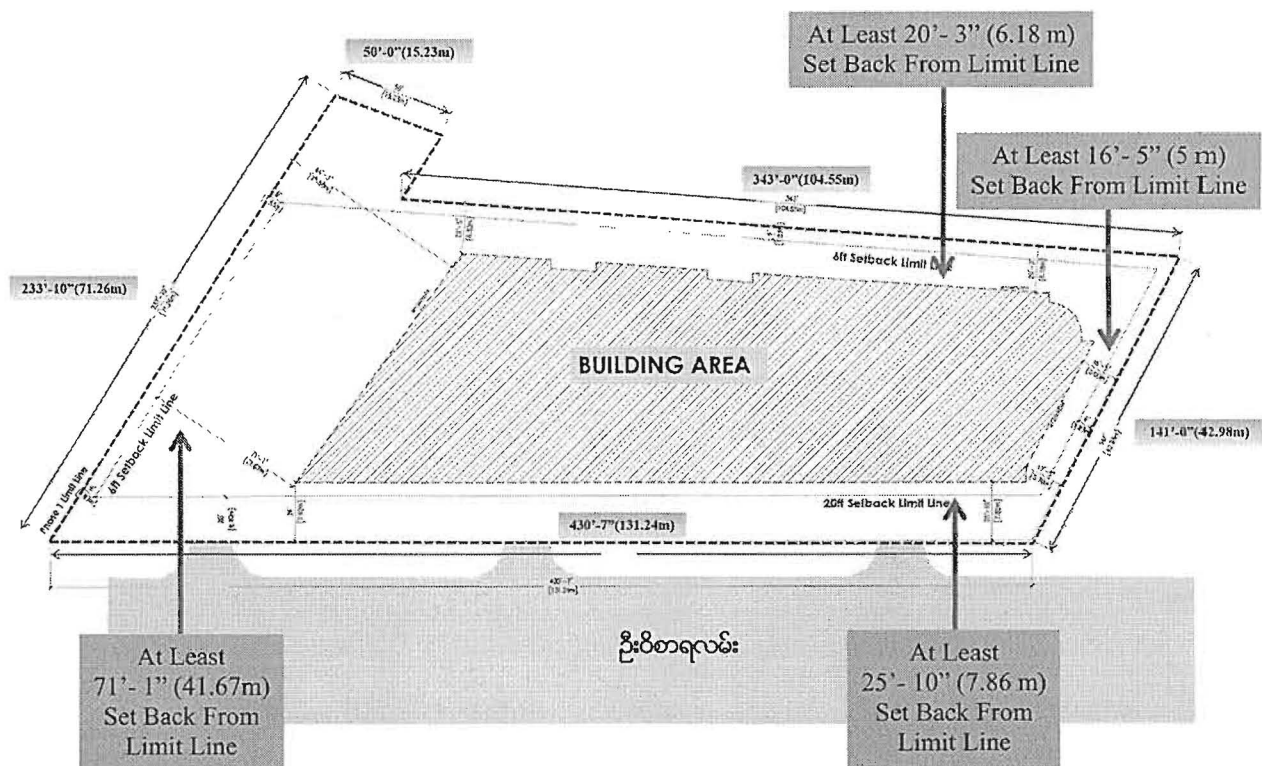 At Least 20'- 3" (6.18 m)
Set Back From Limit Line
50'-0"(15.23m)
At Least 16'- 5" (5 m)
Set Back From Limit Line
343'-0"(104.55m)
6ft Setback Limit
233'-10"(71.26m)
BUILDING AREA
141'-0"(42.98m)
6ft Setback Limit Line
Phase 1 Limit Line
20ft Setback Limit Line
430'-7"(131.24m)
ဦးဝိစာရလမ်း
At Least
71'- 1" (41.67m)
Set Back From
Limit Line
At Least
25'- 10" (7.86 m)
Set Back From
Limit Line